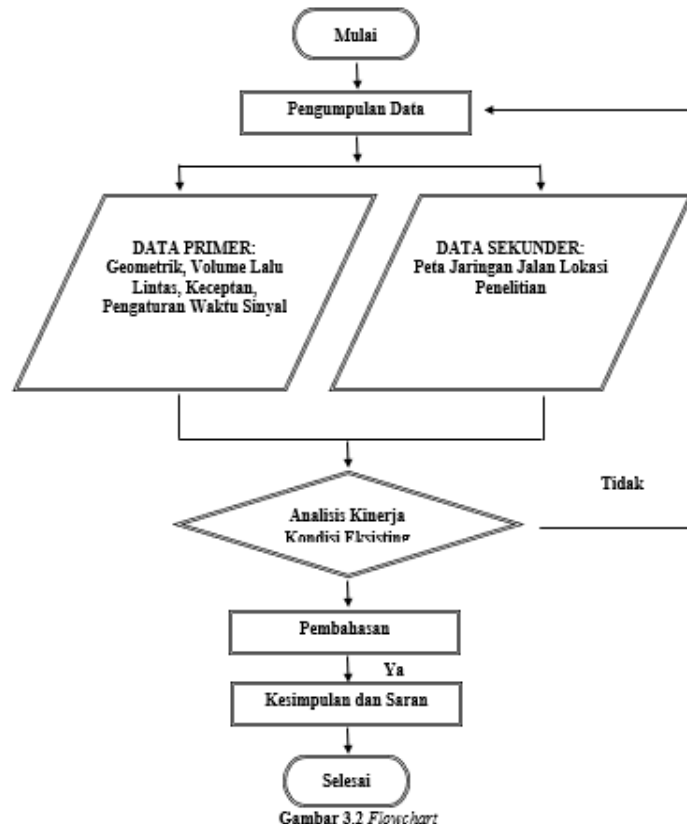 Mulai
Pengumpulan Data
DATA PRIMER:
Geometrik, Volume Lalu
Lintas, Keceptan,
Pengaturan Waktu Sinyal
DATA SEKUNDER:
Peta Jaringan Jalan Lokasi
Penelitian
Tidak
Analisis Kinerja
Kondisi Eksisting
Pembahasan
Ya
Kesimpulan dan Saran
Selesai
Gambar 3.2 Flowchart